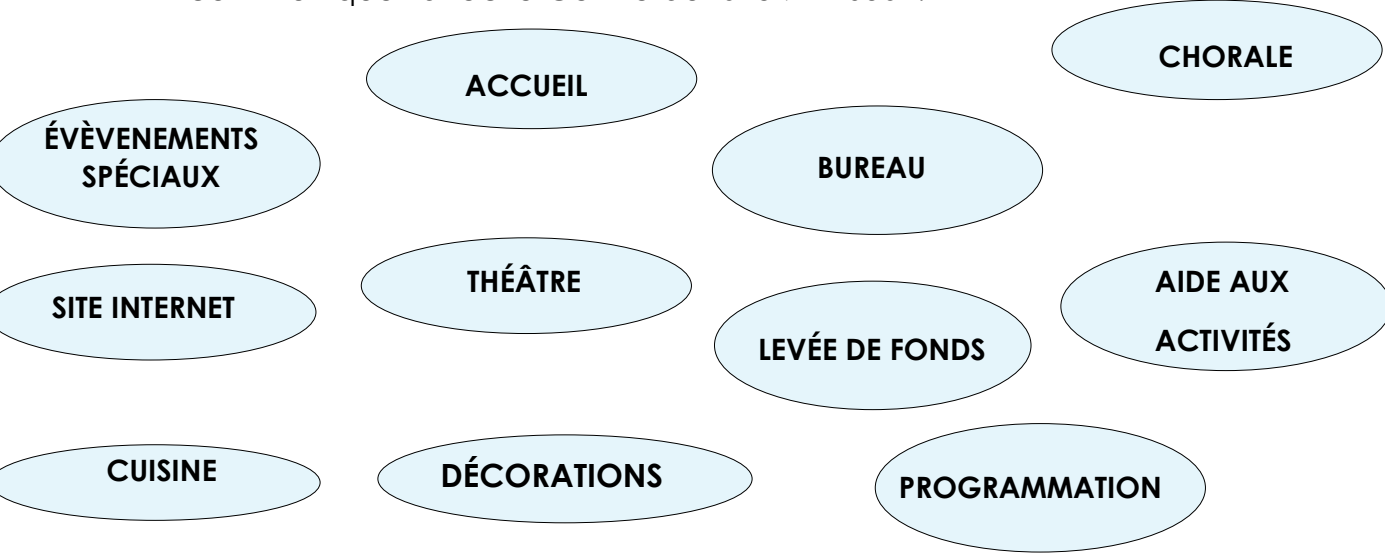 ACCUEIL
CHORALE
ÉVÈVENEMENTS
SPÉCIAUX
BUREAU
SITE INTERNET
THÉÂTRE
LEVÉE DE FONDS
AIDE AUX
ACTIVITÉS
CUISINE
DÉCORATIONS
PROGRAMMATION